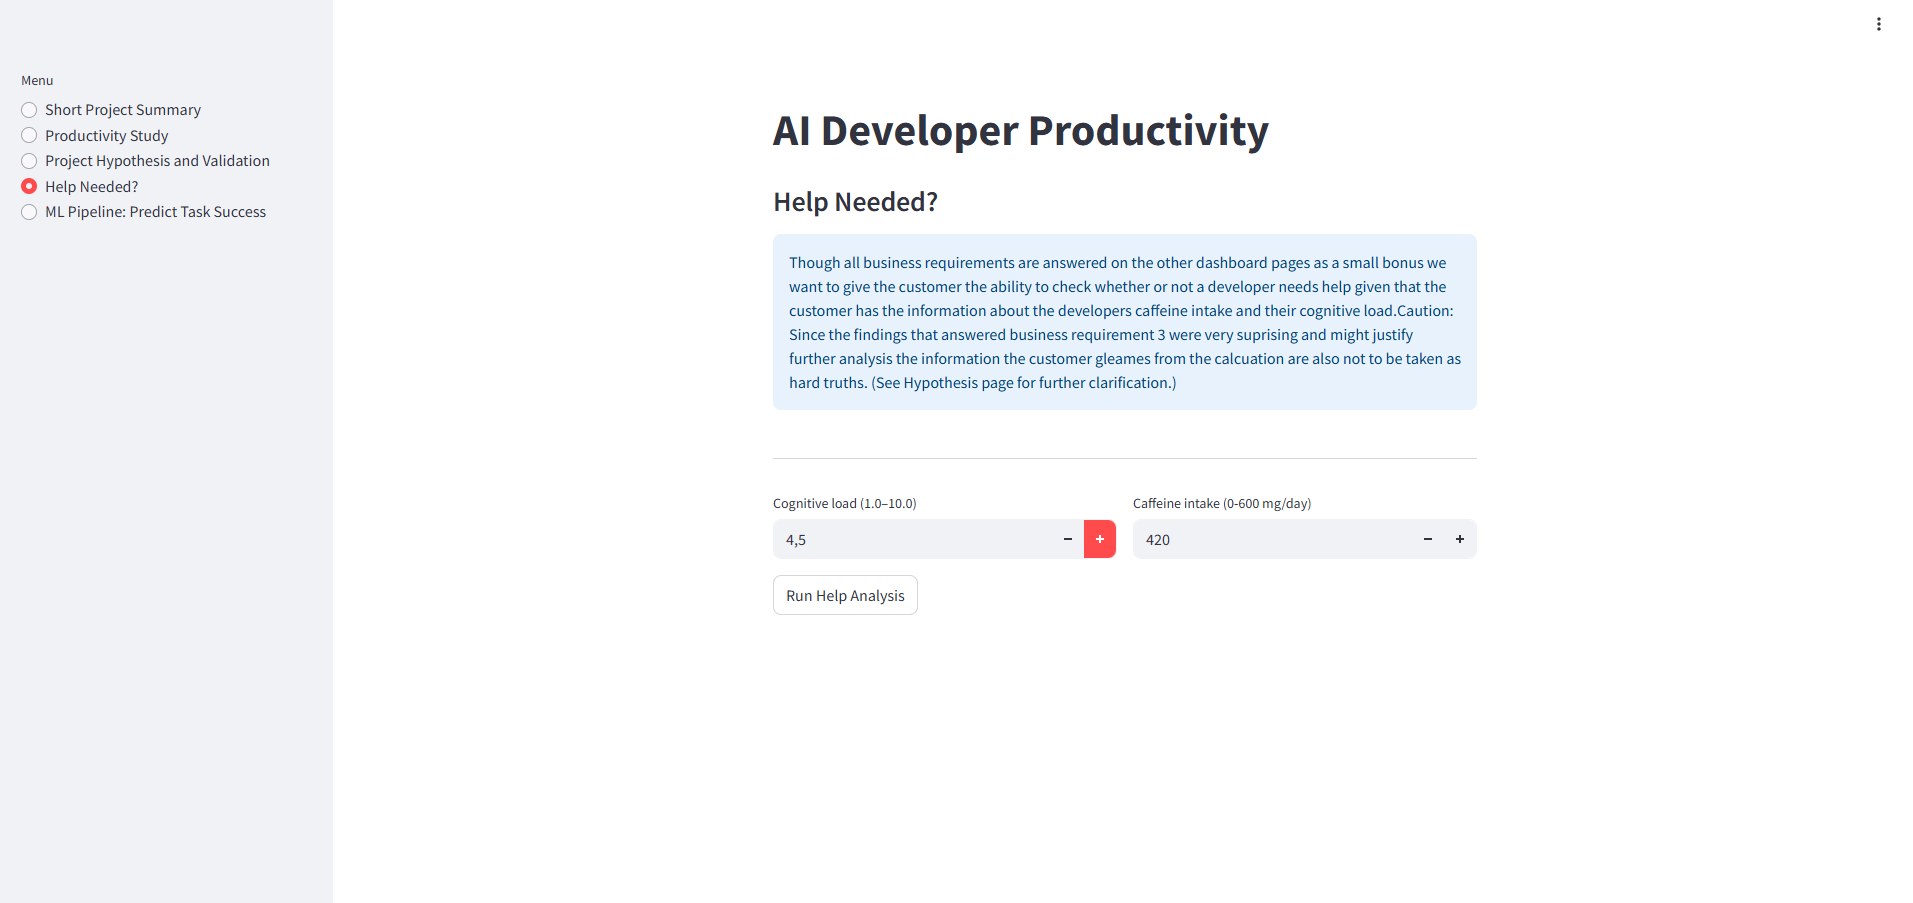 Menu
Short Project Summary
Productivity Study
Project Hypothesis and Validation
Help Needed?
ML Pipeline: Predict Task Success
AI Developer Productivity
Help Needed?
Though all business requirements are answered on the other dashboard pages as a small bonus we
want to give the customer the ability to check whether or not a developer needs help given that the
customer has the information about the developers caffeine intake and their cognitive load.Caution:
Since the findings that answered business requirement 3 were very suprising and might justify
further analysis the information the customer gleames from the calcuation are also not to be taken as
hard truths. (See Hypothesis page for further clarification.)
Cognitive load (1.0–10.0)
4,5
Caffeine intake (0-600 mg/day)
420
Run Help Analysis